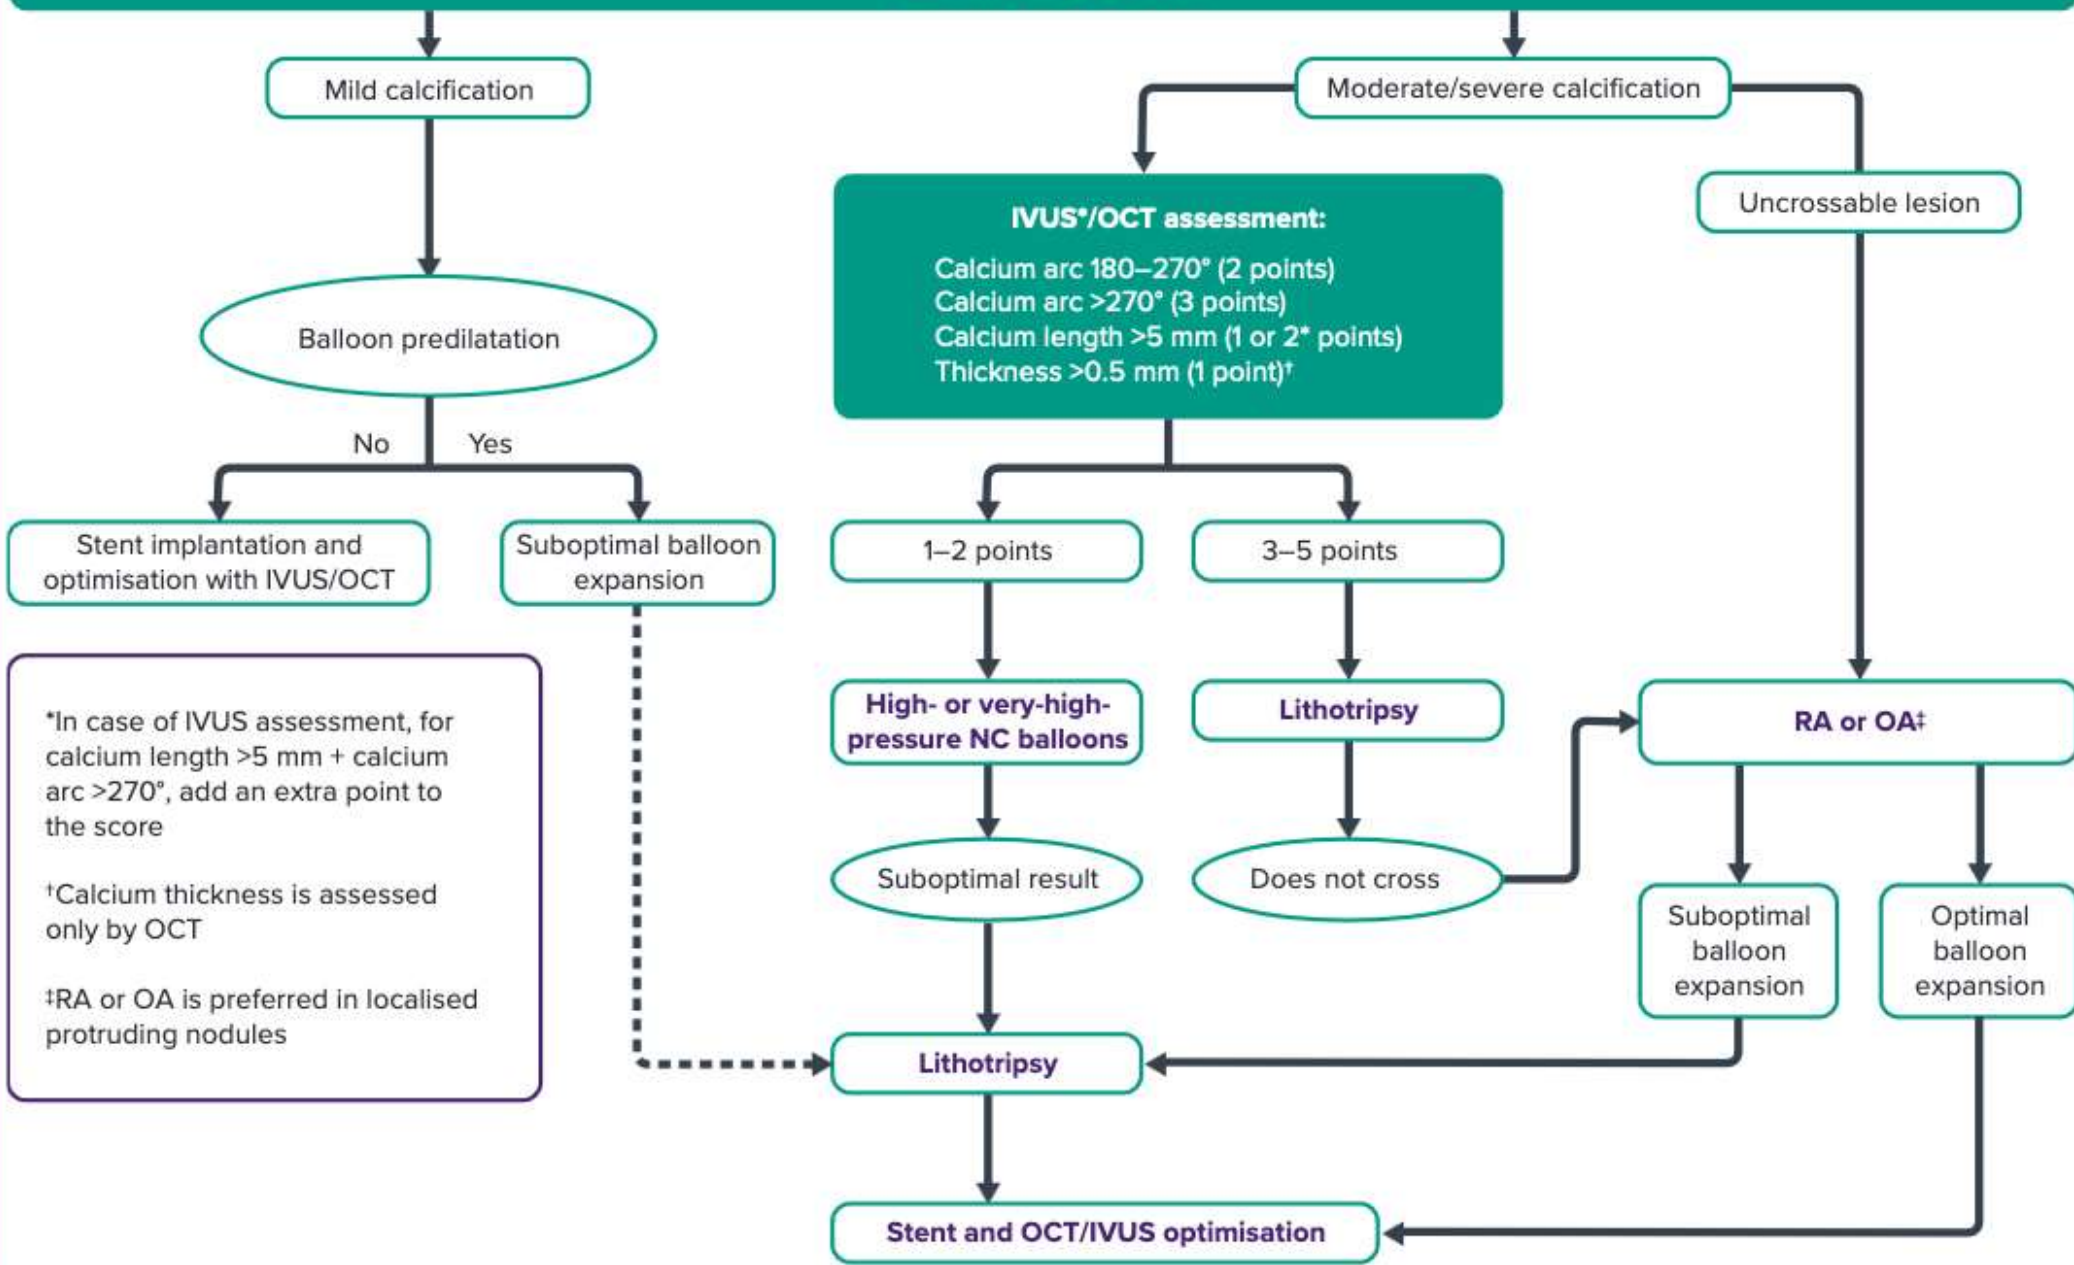 Mild calcification
Moderate/severe calcification
Uncrossable lesion
IVUS*/OCT assessment:
Calcium arc 180–270° (2 points)
Calcium arc >270° (3 points)
Calcium length >5 mm (1 or 2* points)
Thickness >0.5 mm (1 point)†
Balloon predilatation
No
Yes
Stent implantation and
optimisation with IVUS/OCT
Suboptimal balloon
expansion
1–2 points
3–5 points
High- or very-high-
pressure NC balloons
Lithotripsy
RA or OA‡
*In case of IVUS assessment, for
calcium length >5 mm + calcium
arc >270°, add an extra point to
the score
†Calcium thickness is assessed
only by OCT
‡RA or OA is preferred in localised
protruding nodules
Suboptimal result
Does not cross
Suboptimal
balloon
expansion
Optimal
balloon
expansion
Lithotripsy
Stent and OCT/IVUS optimisation